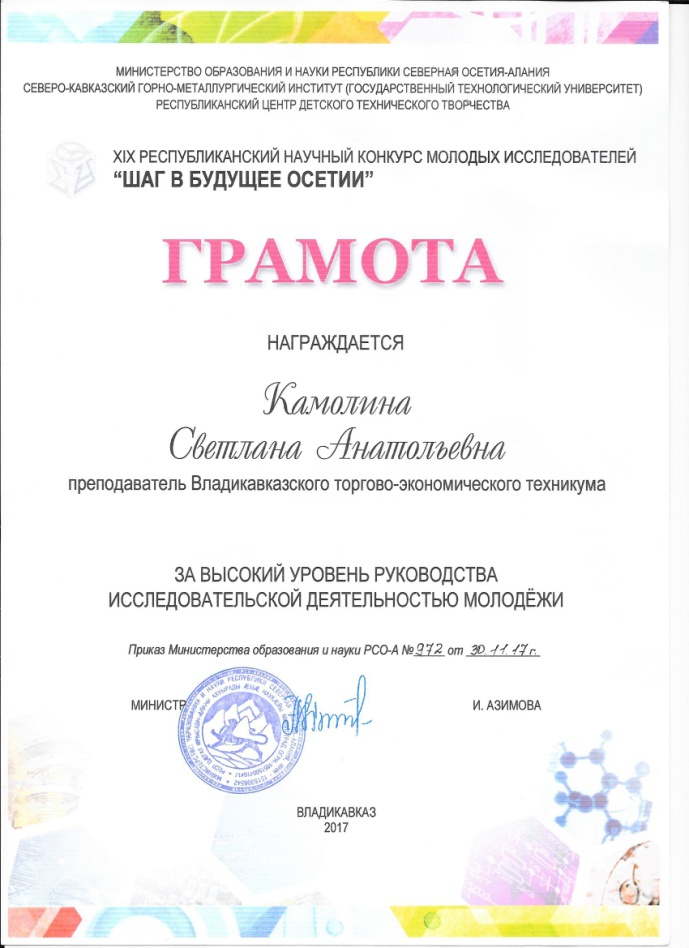 МИНИСТЕРСТВО ОБРАЗОВАНИЯ И НАУКИ РЕСПУБЛИКИ СЕВЕРНАЯ ОСЕТИЯ-АЛАНИЯ
СЕВЕРО-КАВКАЗСКИЙ ГОРНО-МЕТАЛЛУРГИЧЕСКИЙ ИНСТИТУТ (ГОСУДАРСТВЕННЫЙ ТЕХНОЛОГИЧЕСКИЙ УНИВЕРСИТЕТ)
РЕСПУБЛИКАНСКИЙ ЦЕНТР ДЕТСКОГО ТЕХНИЧЕСКОГО ТВОРЧЕСТВА
XIX РЕСПУБЛИКАНСКИЙ НАУЧНЫЙ КОНКУРС МОЛОДЫХ ИССЛЕДОВАТЕЛЕЙ
“ШАГ В БУДУЩЕЕ ОСЕТИИ”
ГРАМОТА
НАГРАЖДАЕТСЯ
Камолина
Светлана Анатольевна
преподаватель Владикавказского торгово-экономического техникума
ЗА ВЫСОКИЙ УРОВЕНЬ РУКОВОДСТВА
ИССЛЕДОВАТЕЛЬСКОЙ ДЕЯТЕЛЬНОСТЬЮ МОЛОДЁЖИ
Приказ Министерства образования и науки РСО-А №972 от 30.11.17г.
МИНИСТР И. АЗИМОВА
ВЛАДИКАВКАЗ
2017